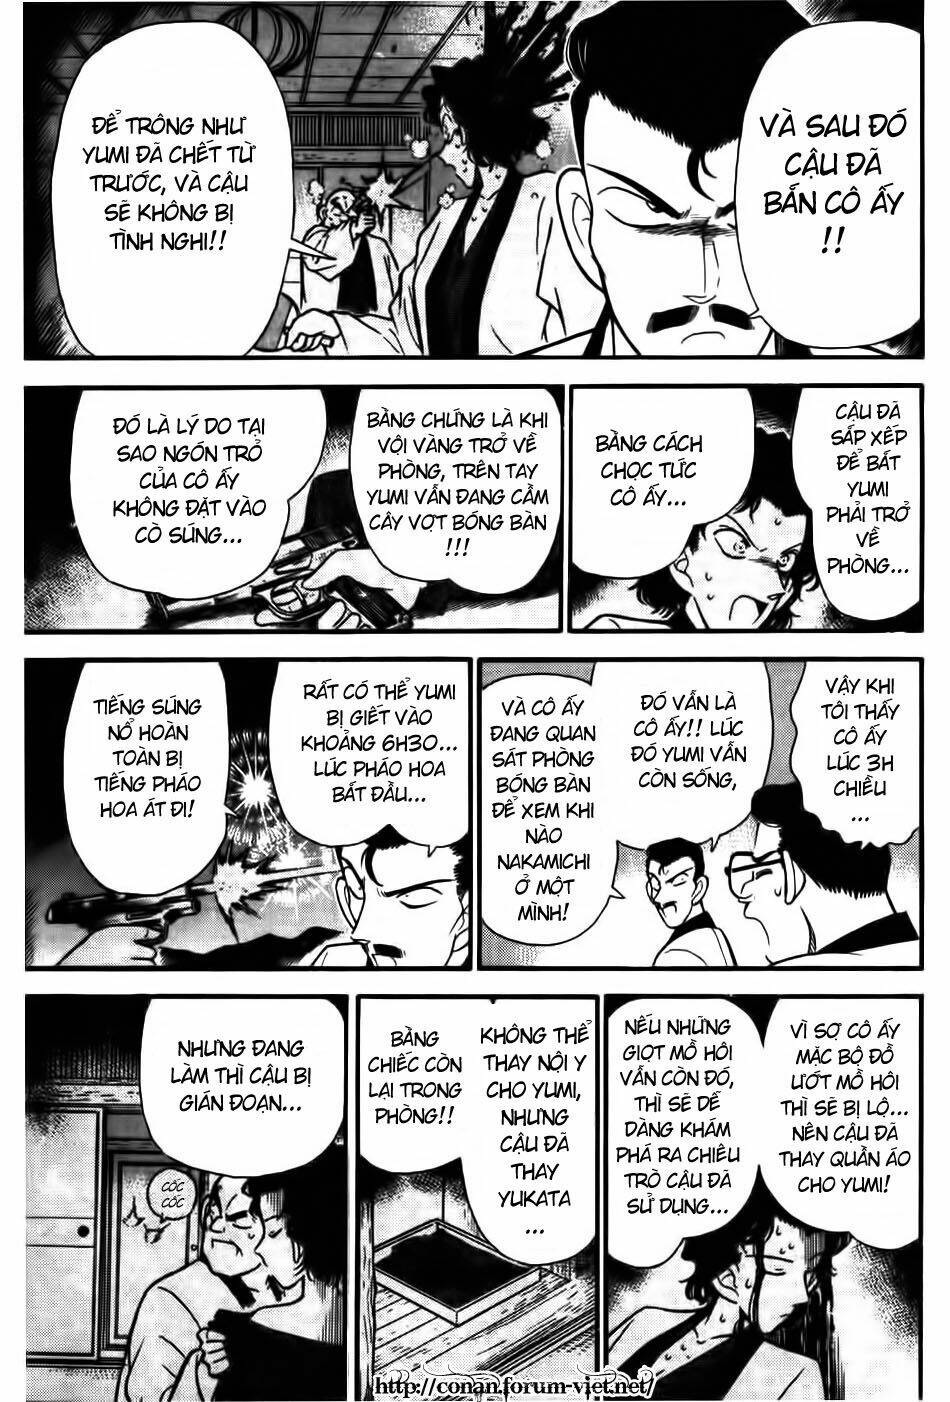 VÀ SAU ĐÓ
CẬU ĐÃ
BẮN CÔ ẤY
!!
ĐỂ TRÔNG NHƯ
YUMI ĐÃ CHẾT TỪ
TRƯỚC, VÀ CẬU
SẼ KHÔNG BỊ
TÌNH NGHI!!
CẬU ĐÃ
SẮP XẾP
ĐỂ BẮT
YUMI
PHẢI TRỞ
VỀ
PHÒNG...
BẰNG CÁCH
CHỌC TỨC
CÔ ẤY...
BẰNG CHỨNG LÀ KHI
VỘI VÀNG TRỞ VỀ
PHÒNG, TRÊN TAY
YUMI VẪN ĐANG CẦM
CÂY VỢT BÓNG BÀN
!!!
ĐÓ LÀ LÝ DO TẠI
SAO NGÓN TRỎ
CỦA CÔ ẤY
KHÔNG ĐẶT VÀO
CÒ SÚNG...
VẬY KHI
TÔI THẤY
CÔ ẤY
LÚC 3H
CHIỀU
...
ĐÓ VẪN LÀ
CÔ ẤY!! LÚC
ĐÓ YUMI VẪN
CÒN SỐNG,
VÀ CÔ ẤY
ĐANG QUAN
SÁT PHÒNG
BÓNG BÀN
ĐỂ XEM KHI
NÀO
NAKAMICHI
Ở MỘT
MÌNH!
RẤT CÓ THỂ YUMI
BỊ GIẾT VÀO
KHOẢNG 6H30...
LÚC PHÁO HOA
BẮT ĐẦU...
TIẾNG SÚNG
NỔ HOÀN
TOÀN BỊ
TIẾNG PHÁO
HOA ÁT ĐI!
VÌ SỢ CÔ ẤY
MẶC BỘ ĐỒ
ƯỚT MỒ HÔI
THÌ SẼ BỊ LỘ...
NÊN CẬU ĐÃ
THAY QUẦN ÁO
CHO YUMI!
NẾU NHỮNG
GIỌT MỒ HÔI
VẪN CÒN ĐÓ,
THÌ SẼ DỄ
DÀNG KHÁM
PHÁ RA CHIÊU
TRÒ CẬU ĐÃ
SỬ DỤNG...
KHÔNG THỂ
THAY NỘI Y
CHO YUMI,
NHƯNG
CẬU ĐÃ
THAY
YUKATA
...
BẰNG
CHIẾC CÒN
LẠI TRONG
PHÒNG!!
NHƯNG ĐANG
LÀM THÌ CẬU BỊ
GIÁN ĐOẠN...
CÓC
CÓC
http://conan.forum-viet.net/